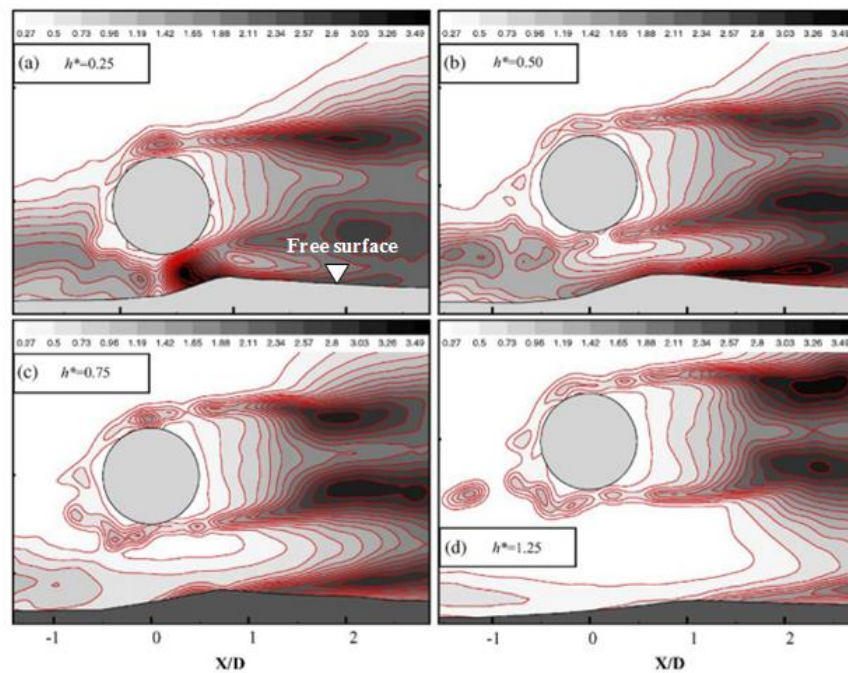 0.27 0.5 0.73 0.96 1.19 1.42 1.65 1.88 2.11 2.34 2.57 2.8 3.03 3.26 3.49
0.27 0.5 0.73 0.96 1.19 1.42 1.65 1.88 2.11 2.34 2.57 2.8 3.03 3.26 3.49
(a) h*=0.25
(b) h*=0.50
Free surface
0.27 0.5 0.73 0.96 1.19 1.42 1.65 1.88 2.11 2.34 2.57 2.8 3.03 3.26 3.49
0.27 0.5 0.73 0.96 1.19 1.42 1.65 1.88 2.11 2.34 2.57 2.8 3.03 3.26 3.49
(c) h*=0.75
(d) h*=1.25
-1 0 1 2
-1 0 1 2
X/D
X/D